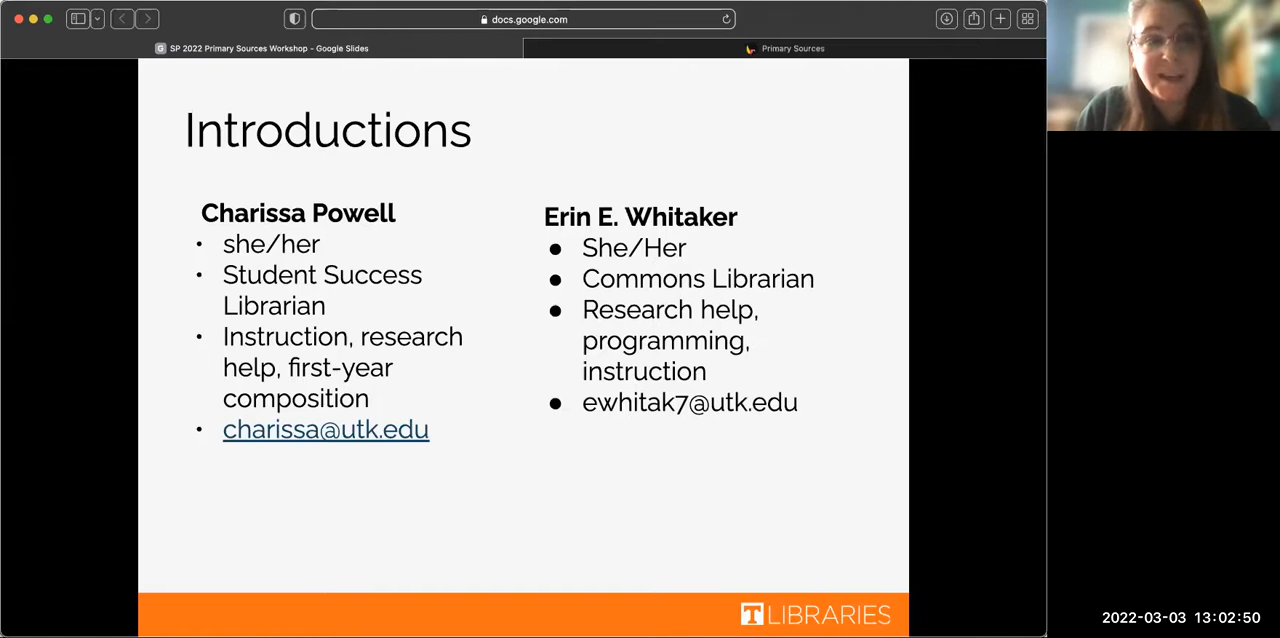 docs.google.com
SP 2022 Primary Sources Workshop - Google Slides
Primary Sources
Introductions
Charissa Powell
• she/her
• Student Success
Librarian
• Instruction, research
help, first-year
composition
• charissa@utk.edu
Erin E. Whitaker
● She/Her
● Commons Librarian
● Research help,
programming,
instruction
● ewhitak7@utk.edu
T LIBRARIES
2022-03-03 13:02:50